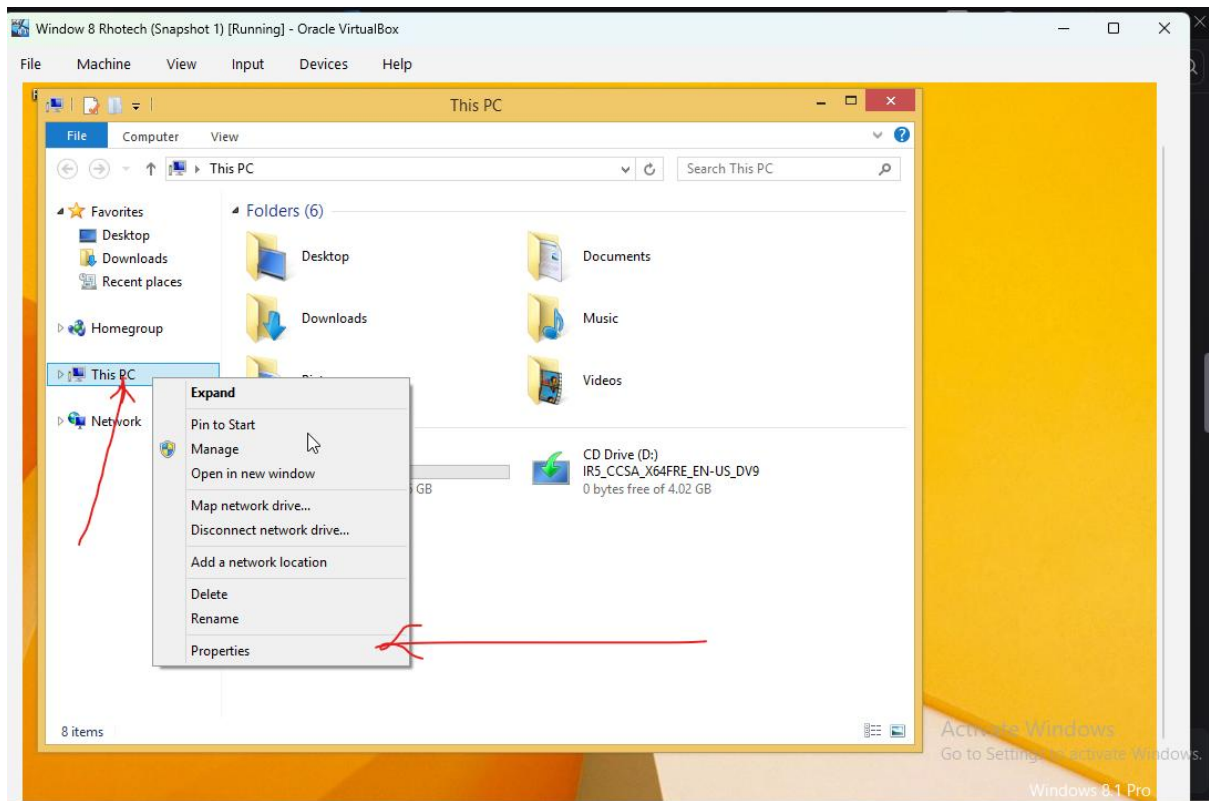 Window 8 Rhotech (Snapshot 1) [Running] - Oracle VirtualBox
File Machine View Input Devices Help
This PC
File Computer View
This PC
Search This PC
Favorites
Desktop
Downloads
Recent places
Homegroup
This PC
Network
Folders (6)
Desktop
Documents
Downloads
Music
Videos
Expand
Pin to Start
Manage
Open in new window
Map network drive...
Disconnect network drive...
Add a network location
Delete
Rename
Properties
GB
CD Drive (D:)
IR5_CCSA_X64FRE_EN-US_DV9
0 bytes free of 4.02 GB
8 items
Activate Windows
Go to Settings to activate Windows.
Windows 8.1 Pro